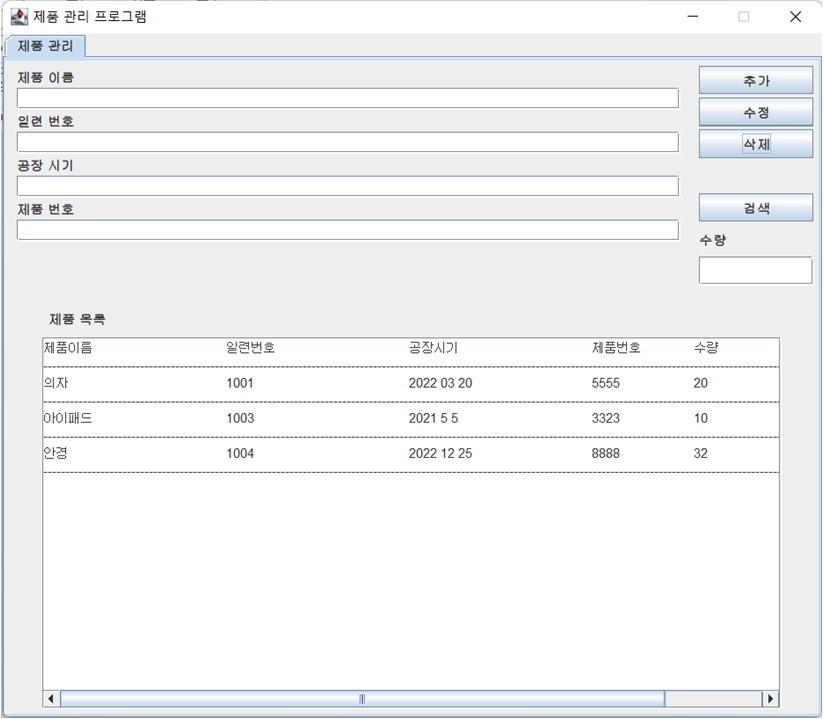 제품 관리 프로그램
제품 관리
제품 이름
추가
일련 번호
수정
공장 시기
삭제
제품 번호
검색
수량
제품 목록
제품이름 일련번호 공장시기 제품번호 수량
의자 1001 2022 03 20 5555 20
아이패드 1003 2021 5 5 3323 10
안경 1004 2022 12 25 8888 32